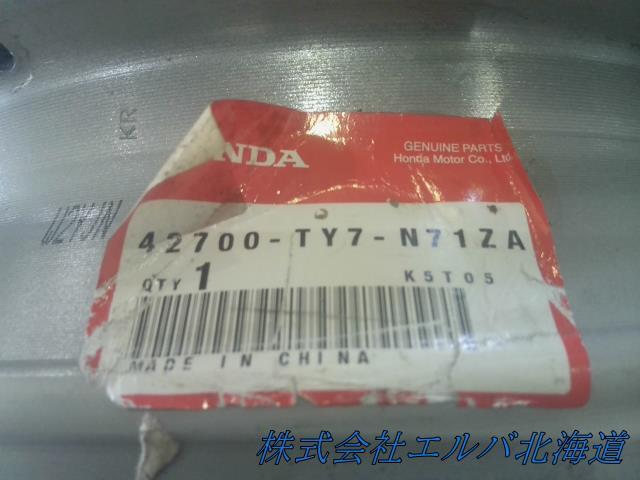 KR
NDA
GENUINE PARTS
Honda Motor Co., Ltd.
42700-TY7-N71ZA
QTY 1
K5T05
MADE IN CHINA
株式会社エルバ北海道